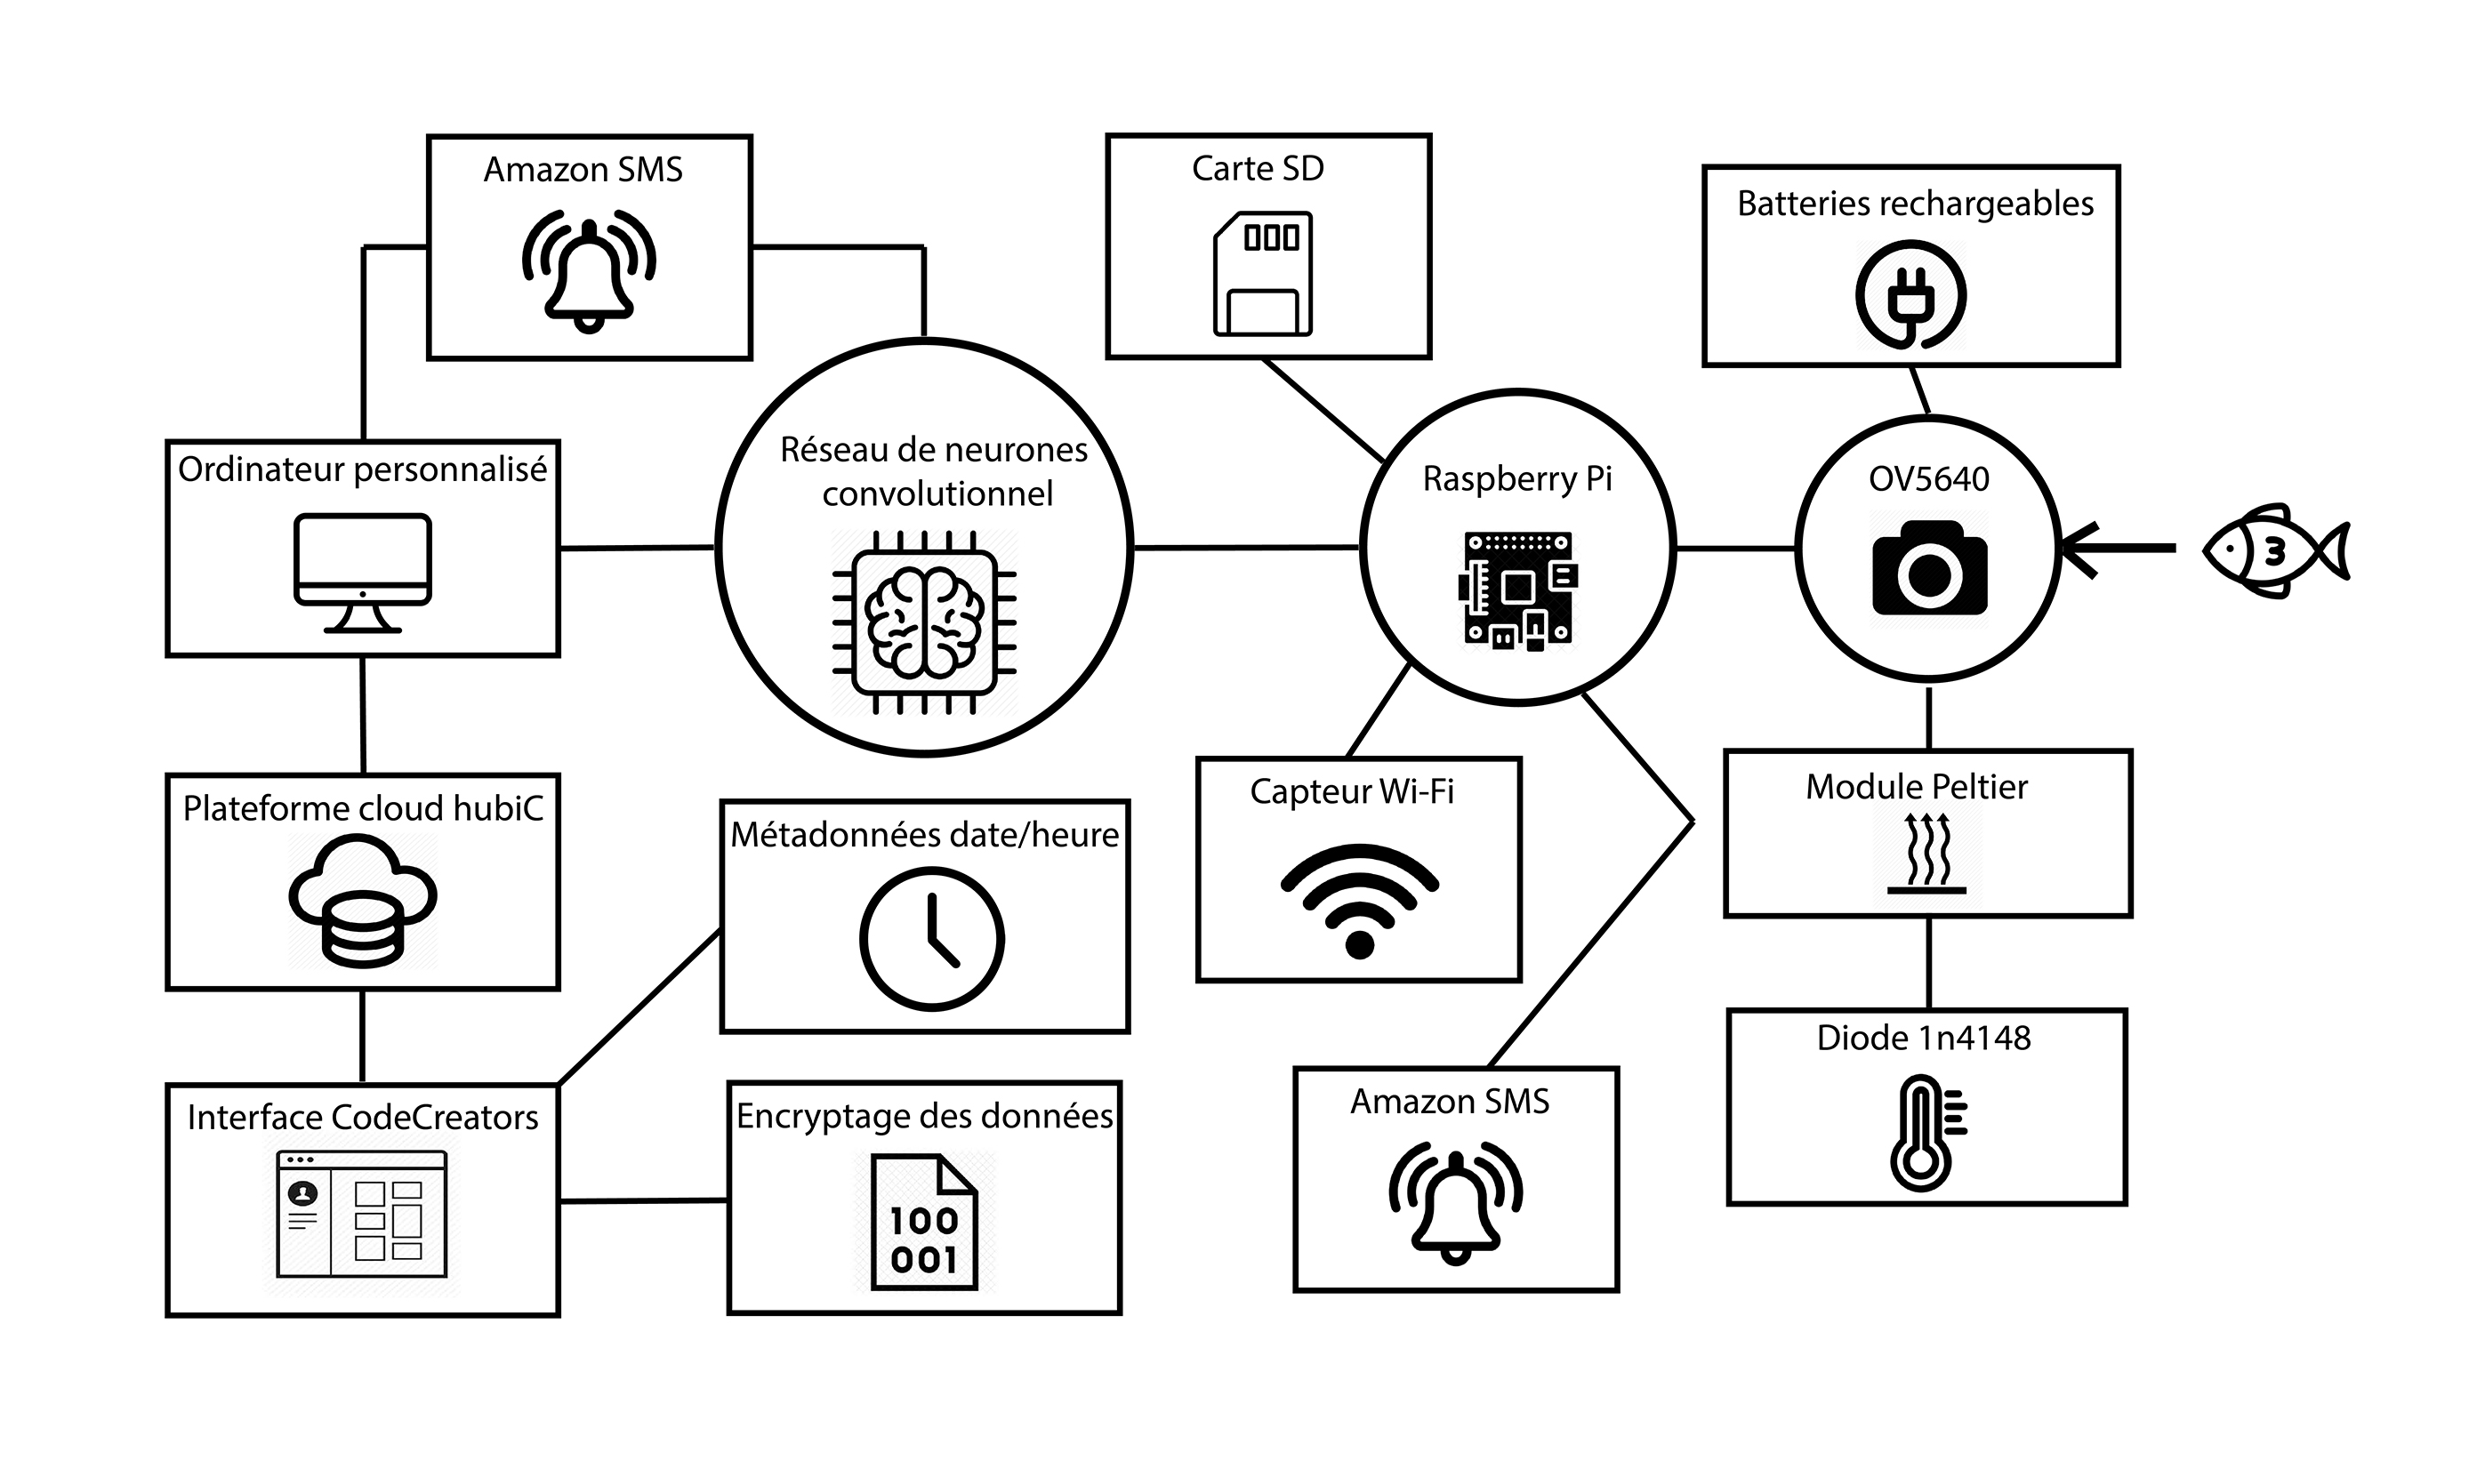 Amazon SMS
Carte SD
Batteries rechargeables
Ordinateur personnalisé
Réseau de neurones
convolutionnel
Raspberry Pi
OV5640
Plateforme cloud hubiC
Métadonnées date/heure
Capteur Wi-Fi
Module Peltier
Interface CodeCreators
Encryptage des données
100
001
Amazon SMS
Diode 1n4148